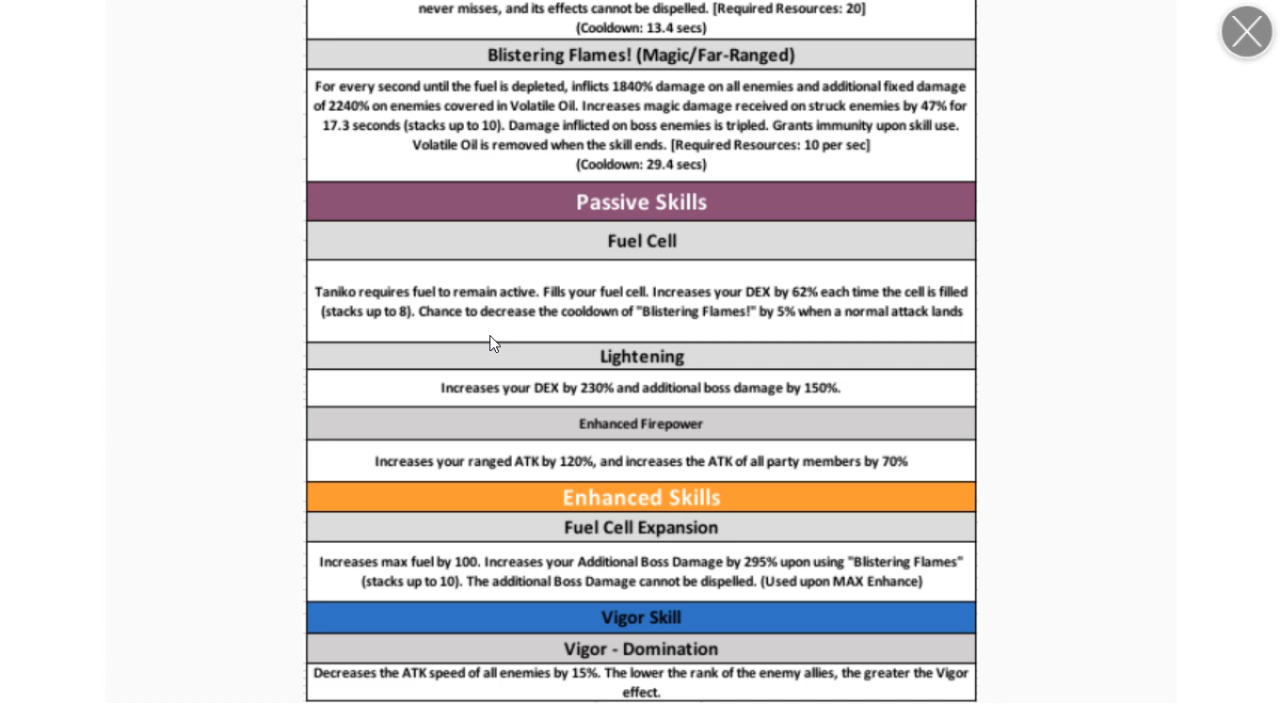 never misses, and its effects cannot be dispelled. [Required Resources: 20]
(Cooldown: 13.4 secs)
Blistering Flames! (Magic/Far-Ranged)
For every second until the fuel is depleted, inflicts 1840% damage on all enemies and additional fixed damage
of 2240% on enemies covered in Volatile Oil. Increases magic damage received on struck enemies by 47% for
17.3 seconds (stacks up to 10). Damage inflicted on boss enemies is tripled. Grants immunity upon skill use.
Volatile Oil is removed when the skill ends. [Required Resources: 10 per sec]
(Cooldown: 29.4 secs)
Passive Skills
Fuel Cell
Taniko requires fuel to remain active. Fills your fuel cell. Increases your DEX by 62% each time the cell is filled
(stacks up to 8). Chance to decrease the cooldown of "Blistering Flames!" by 5% when a normal attack lands
Lightening
Increases your DEX by 230% and additional boss damage by 150%.
Enhanced Firepower
Increases your ranged ATK by 120%, and increases the ATK of all party members by 70%
Enhanced Skills
Fuel Cell Expansion
Increases max fuel by 100. Increases your Additional Boss Damage by 295% upon using "Blistering Flames"
(stacks up to 10). The additional Boss Damage cannot be dispelled. (Used upon MAX Enhance)
Vigor Skill
Vigor - Domination
Decreases the ATK speed of all enemies by 15%. The lower the rank of the enemy allies, the greater the Vigor
effect.